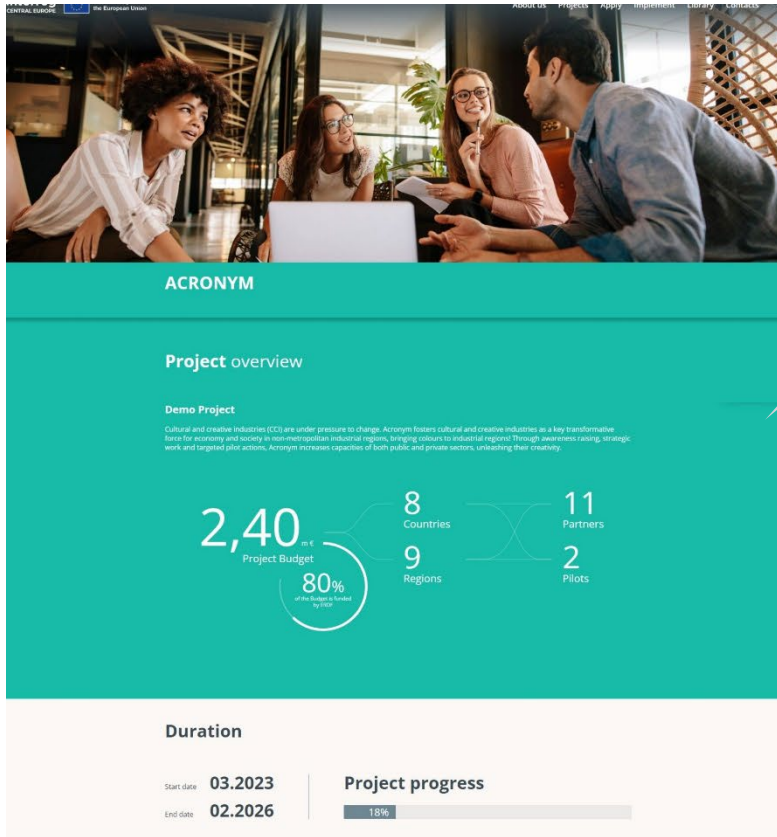 Interreg
CENTRAL EUROPE
the European Union
About us Projects Apply Implement Library Contacts
ACRONYM
Project overview
Demo Project
Cultural and creative industries (CCI) are under pressure to change. Acronym fosters cultural and creative industries as a key transformative
force for economy and society in non-metropolitan industrial regions, bringing colours to industrial regions! Through awareness raising, strategic
work and targeted pilot actions, Acronym increases capacities of both public and private sectors, unleashing their creativity.
2,40 m €
Project Budget
80%
of the Budget is funded
by ERDF
8
Countries
9
Regions
11
Partners
2
Pilots
Duration
Start date 03.2023
End date 02.2026
Project progress
18%